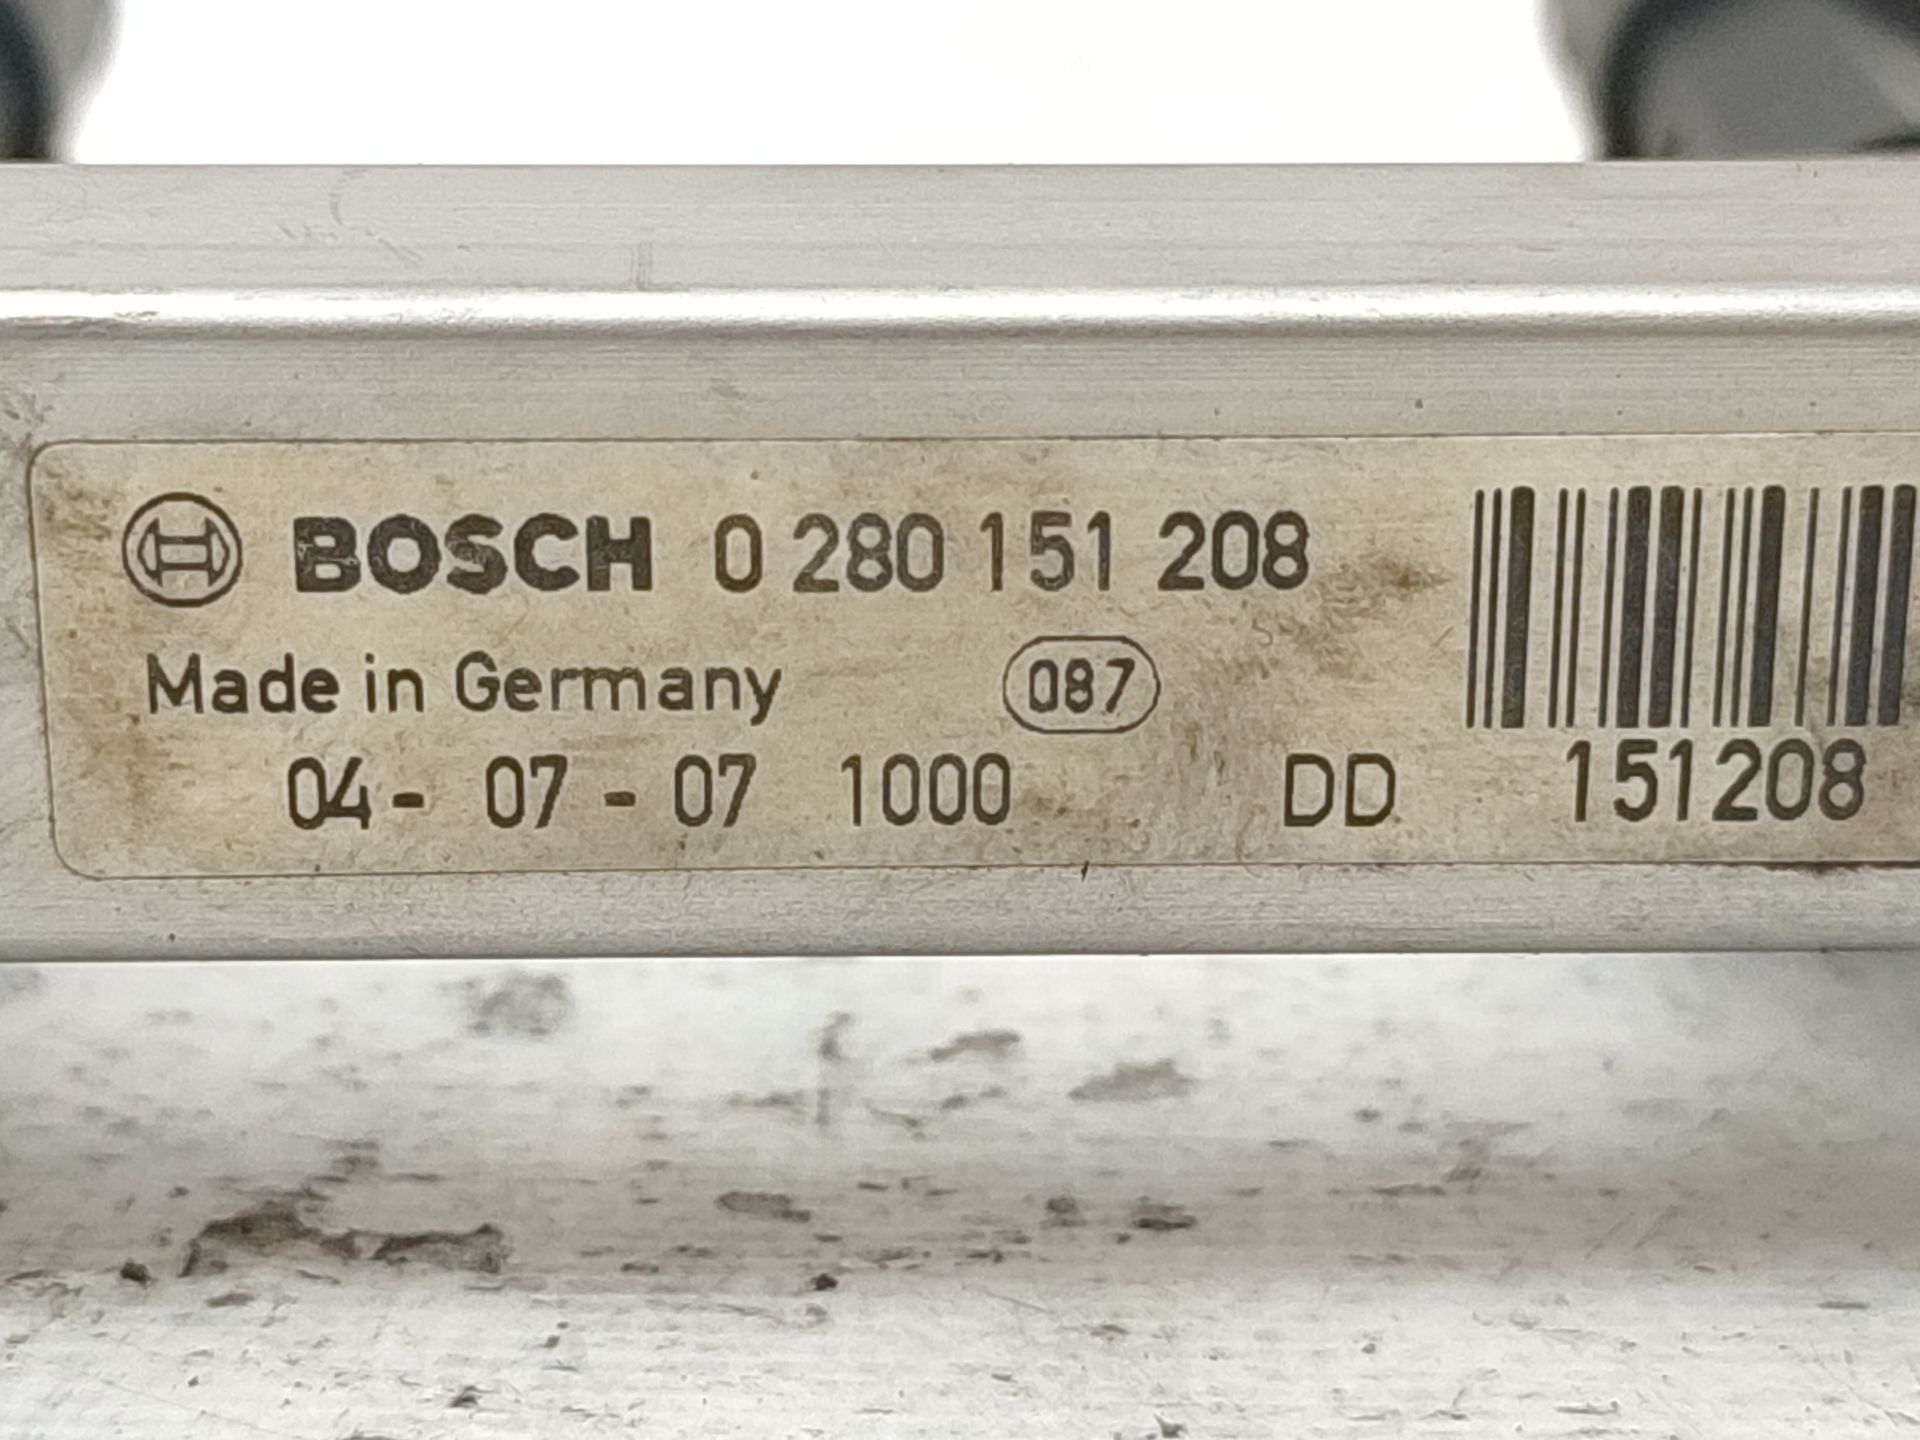 BOSCH 0 280 151 208
Made in Germany 087
04- 07 - 07 1000 DD 151208